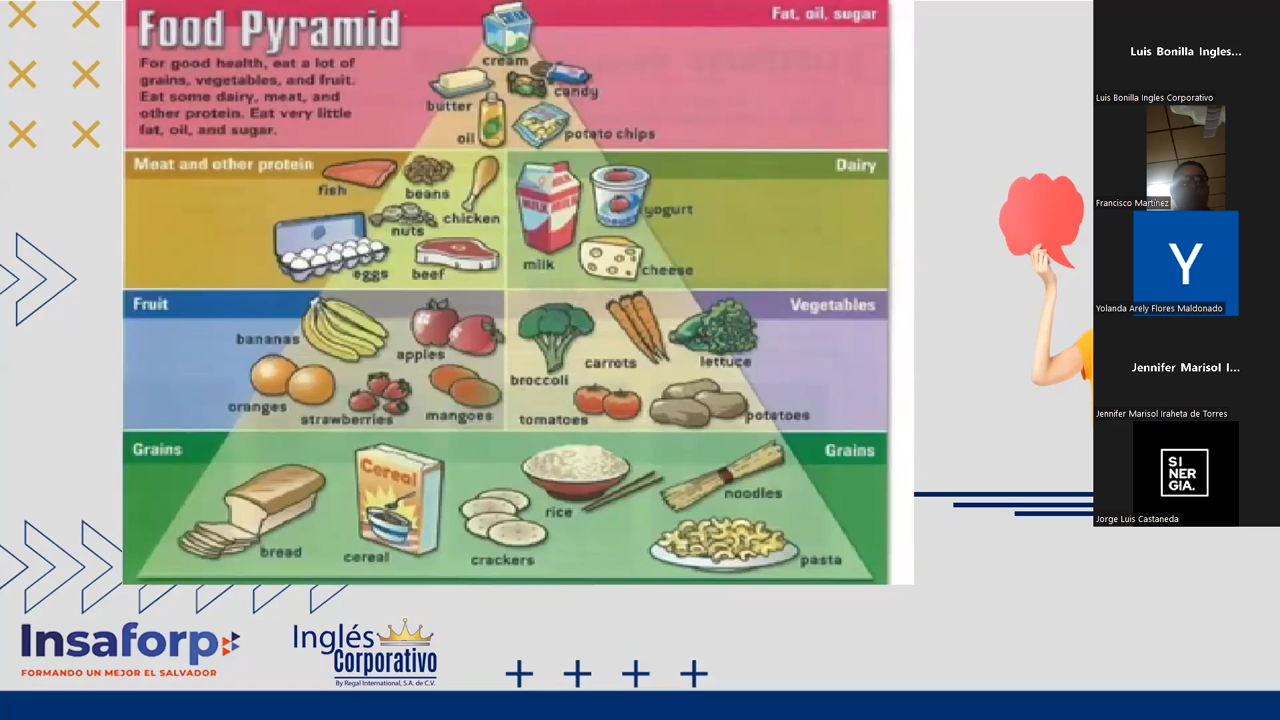 Food Pyramid
For good health, eat a lot of
grains, vegetables, and fruit.
Eat some dairy, meat, and
other protein. Eat very little
fat, oil, and sugar.
Fat, oil, sugar
cream
butter
candy
oil
potato chips
Meat and other protein
fish
beans
chicken
nuts
eggs
beef
Dairy
yogurt
milk
cheese
Fruit
bananas
apples
oranges
strawberries
mangoes
Vegetables
broccoli
carrots
lettuce
tomatoes
potatoes
Grains
Grains
bread
Cereal
cereal
crackers
rice
noodles
pasta
Insaforp
FORMANDO UN MEJOR EL SALVADOR
Inglés
Corporativo
By Regal International, S.A. de C.V.
Luis Bonilla Ingles...
Luis Bonilla Ingles Corporativo
Francisco Martinez
Y
Yolanda Arely Flores Maldonado
Jennifer Marisol I...
Jennifer Marisol Iraheta de Torres
SI
NER
GIA.
Jorge Luis Castaneda